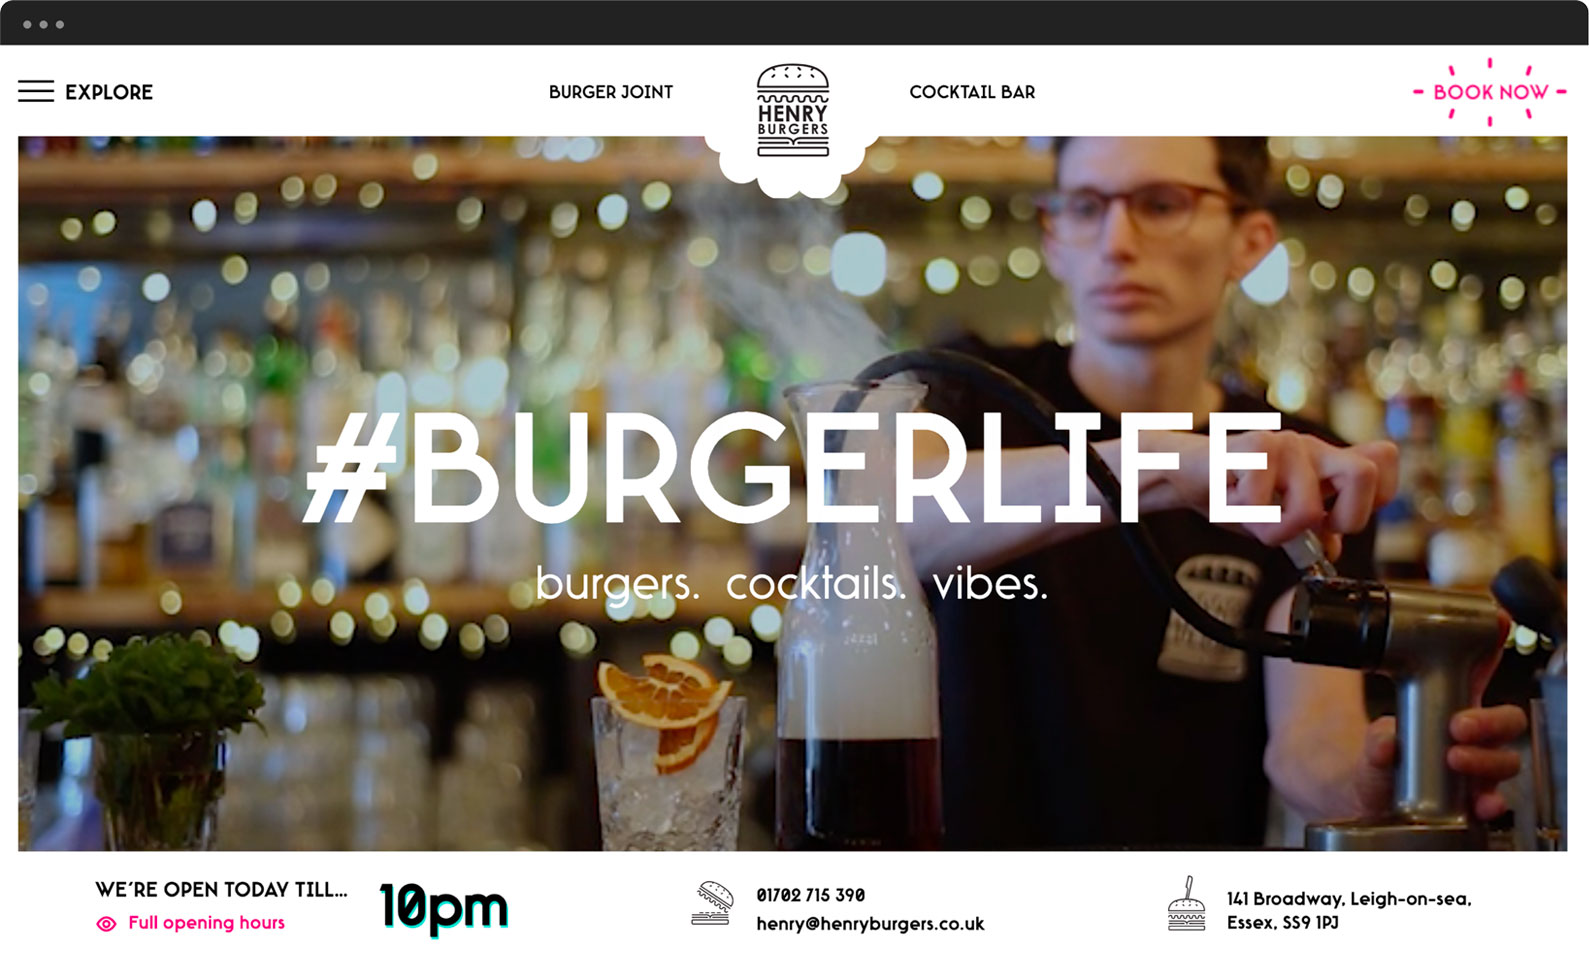 EXPLORE
BURGER JOINT
HENRY
BURGERS
COCKTAIL BAR
BOOK NOW
#BURGERLIFE
burgers. cocktails. vibes.
WE'RE OPEN TODAY TILL...
Full opening hours
10pm
01702 715 390
henry@henryburgers.co.uk
141 Broadway, Leigh-on-sea,
Essex, SS9 1PJ